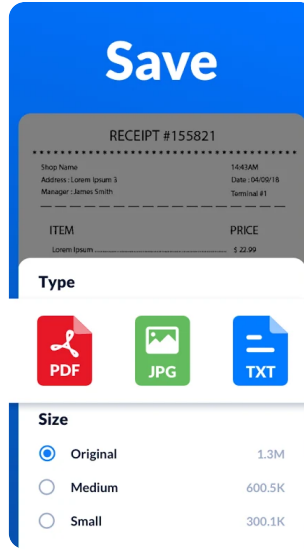 Save
RECEIPT #155821
Shop Name 14:43AM
Address : Lorem Ipsum 3 Date : 04/09/18
Manager : James Smith Terminal #1
ITEM PRICE
Lorem Ipsum ........................................................ $ 22.99
Type
PDF JPG TXT
Size
Original 1.3M
Medium 600.5K
Small 300.1K